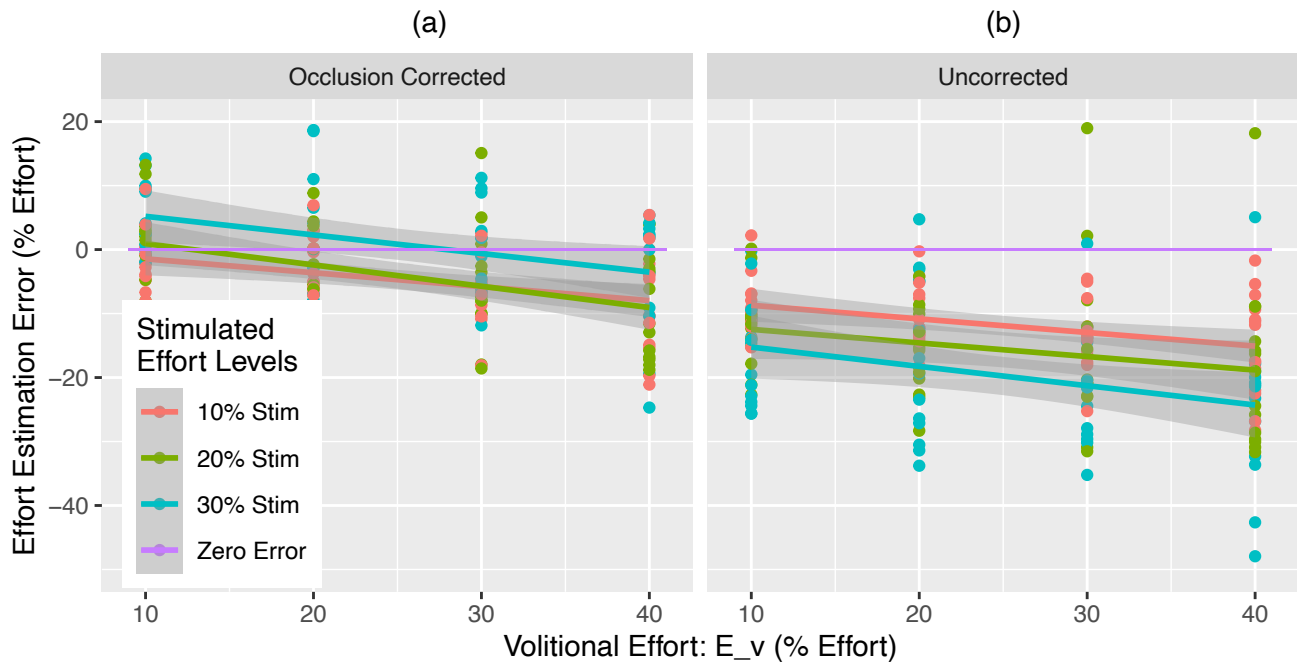 (a) (b)
Occlusion Corrected Uncorrected
Effort Estimation Error (% Effort)
20
0
−20
−40
Stimulated
Effort Levels
10% Stim
20% Stim
30% Stim
Zero Error
10 20 30 40 10 20 30 40
Volitional Effort: E_v (% Effort)